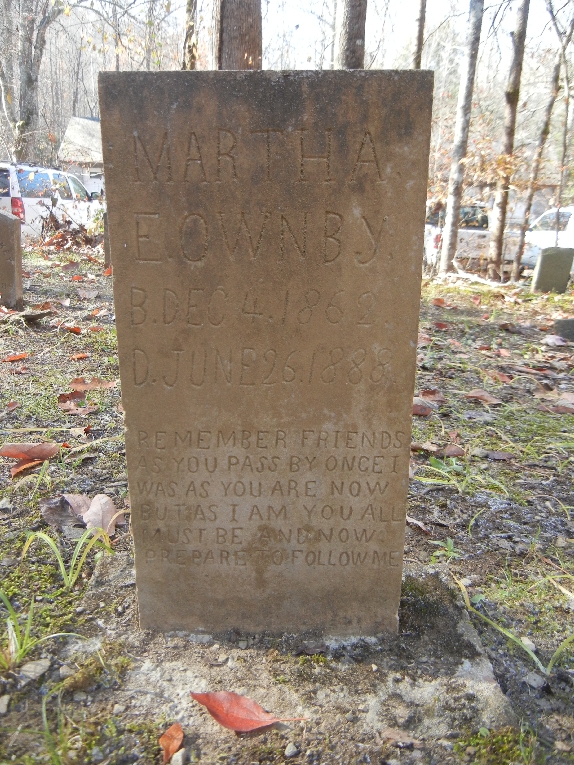 MARTHA.
E. OWNBY.
B. DEC 4. 1862
D. JUNE 26. 1888
REMEMBER FRIENDS
AS YOU PASS BY ONCE I
WAS AS YOU ARE NOW
BUT AS I AM YOU ALL
MUST BE AND NOW
PREPARE TO FOLLOW ME